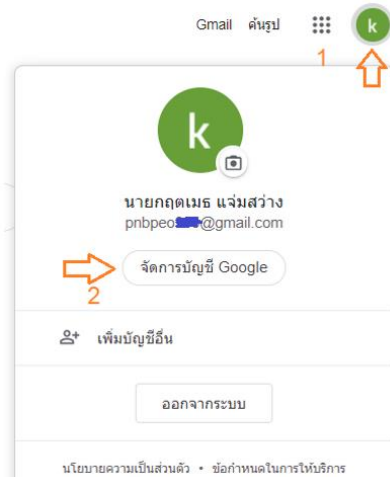 Gmail ค้นรูป
k
1
k
นายกฤตเมธ แจ่มสว่าง
pnbpeo @gmail.com
จัดการบัญชี Google
2
เพิ่มบัญชีอื่น
ออกจากระบบ
นโยบายความเป็นส่วนตัว • ข้อกำหนดในการให้บริการ